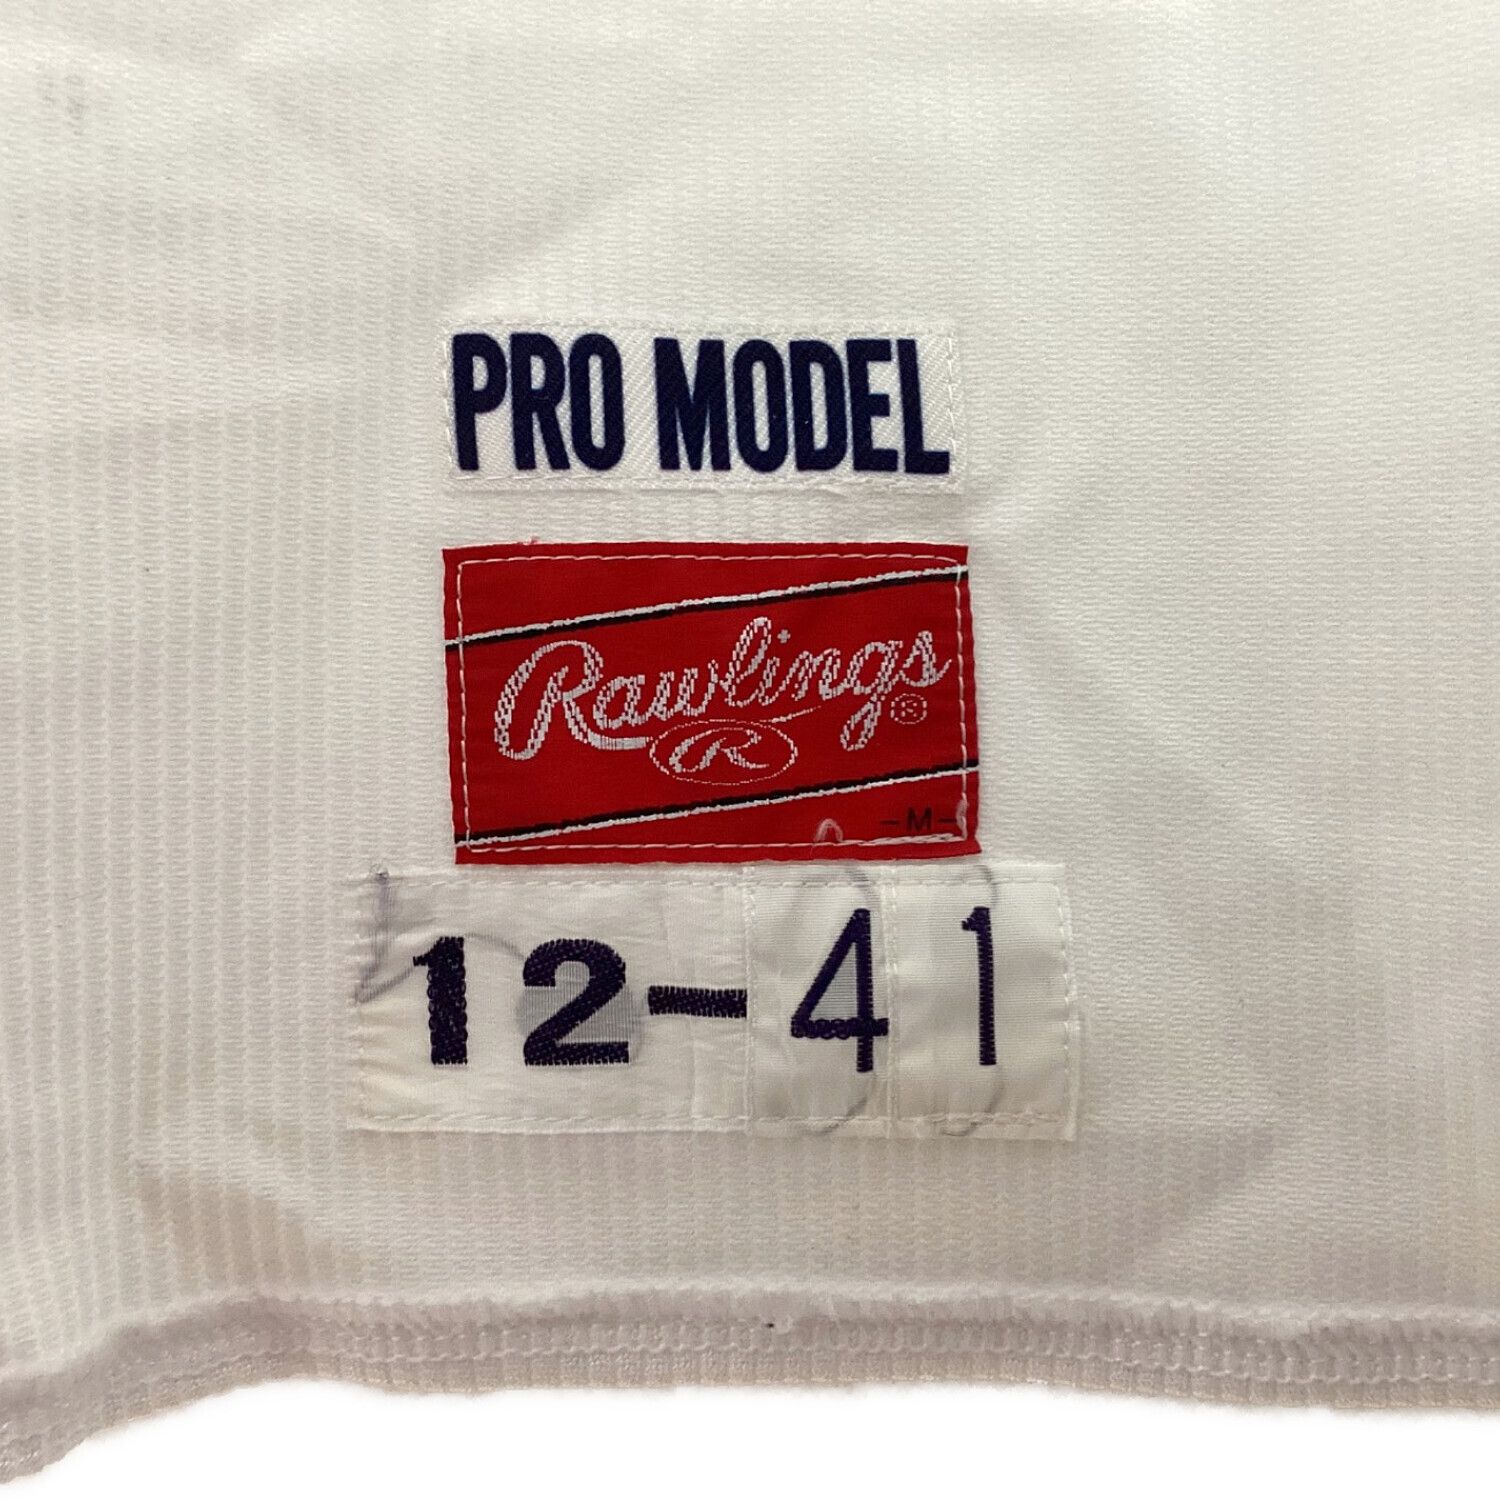 PRO MODEL
Rawlings®
R
-M-
12-41